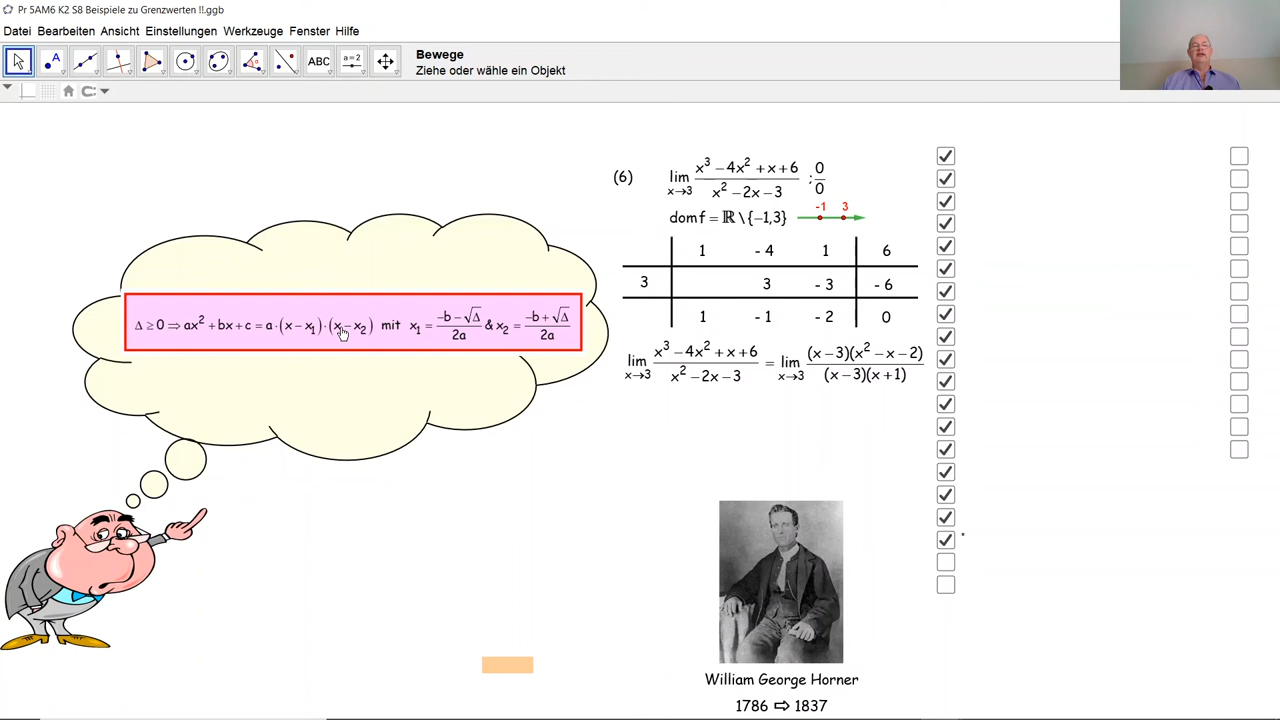 Pr 5AM6 K2 S8 Beispiele zu Grenzwerten !!.ggb
Datei Bearbeiten Ansicht Einstellungen Werkzeuge Fenster Hilfe
A
ABC
a=2
Bewege
Ziehe oder wähle ein Objekt
(6) lim x→3 (x³ −4x² +x+6)/(x² −2x−3) ; 0/0
dom f = ℝ \ {−1,3} -1 3
1 - 4 1 6
3 3 - 3 - 6
1 - 1 - 2 0
Δ ≥ 0 ⇒ ax² + bx + c = a · (x − x₁) · (x − x₂) mit x₁ = (−b − √Δ)/2a & x₂ = (−b + √Δ)/2a
lim x→3 (x³ −4x² +x+6)/(x² −2x−3) = lim x→3 (x−3)(x² −x−2)/(x−3)(x+1)
William George Horner
1786 ⇨ 1837